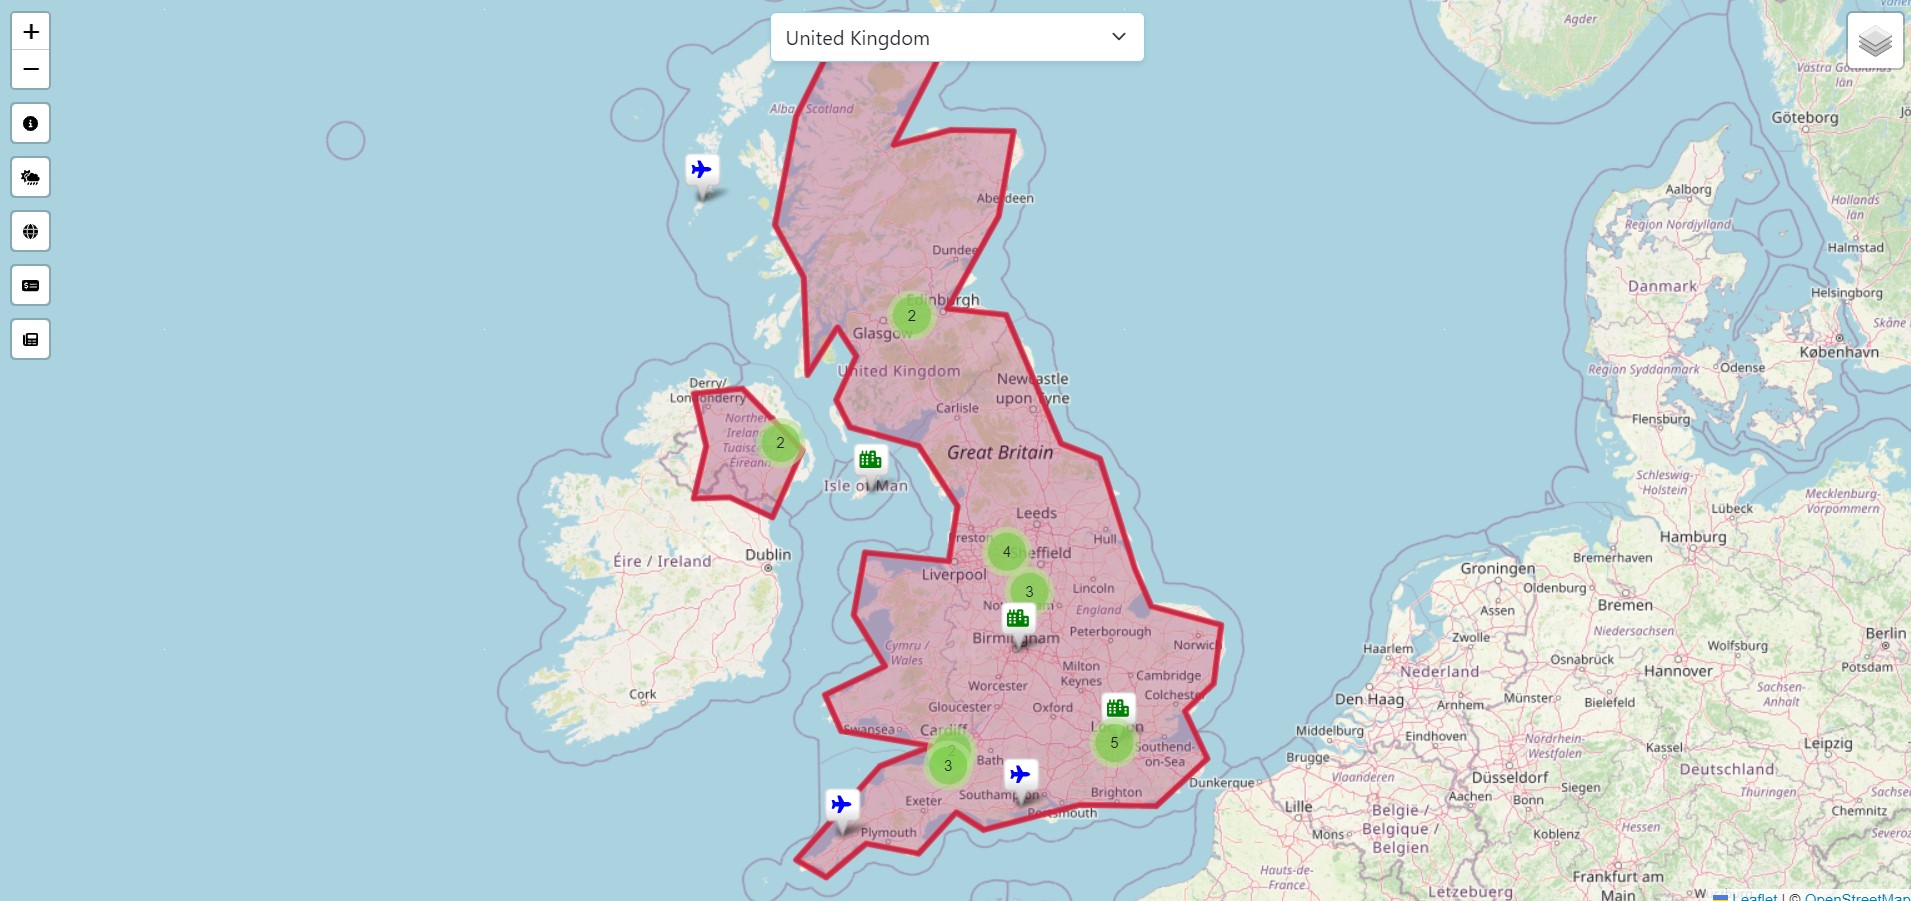 United Kingdom
+
−
Agder
Västra Götalands
län
Göteborg
Alba / Scotland
Aalborg
Region Nordjylland
Hallands
län
Halmstad
Aberdeen
Dundee
Edinburgh
2
Glasgow
Danmark
Helsingborg
Skåne
København
Odense
Region Syddanmark
United Kingdom
Newcastle
upon Tyne
Carlisle
Derry/
Londonderry
Northern
Ireland
Tuaisceart
Éireann
2
Flensburg
Great Britain
Isle of Man
Schleswig-
Holstein
Mecklenburg-
Vorpommern
Lübeck
Hamburg
Leeds
Preston
Hull
4
Sheffield
Dublin
Éire / Ireland
Liverpool
3
Lincoln
Nottingham
England
Bremerhaven
Groningen
Oldenburg
Bremen
Assen
Birmingham
Peterborough
Norwich
Cymru /
Wales
Zwolle
Niedersachsen
Berlin
Haarlem
Nederland
Osnabrück
Wolfsburg
Hannover
Potsdam
Milton
Keynes
Cambridge
Worcester
Colchester
Cork
Gloucester
Oxford
Den Haag
Arnhem
Münster
Bielefeld
Sachsen-
Anhalt
Swansea
Cardiff
London
5
2
3
Bath
Southend-
on-Sea
Middelburg
Eindhoven
Nordrhein-
Westfalen
Kassel
Leipzig
Brugge
Vlaanderen
Düsseldorf
Deutschland
Dunkerque
Exeter
Southampton
Brighton
Portsmouth
Plymouth
Lille
België /
Belgique /
Belgien
Aachen
Bonn
Siegen
Thüringen
Chemnitz
Mons
Koblenz
Hessen
Hauts-de-
France
Lëtzebuerg
Frankfurt am
Main
Leaflet | © OpenStreetMap